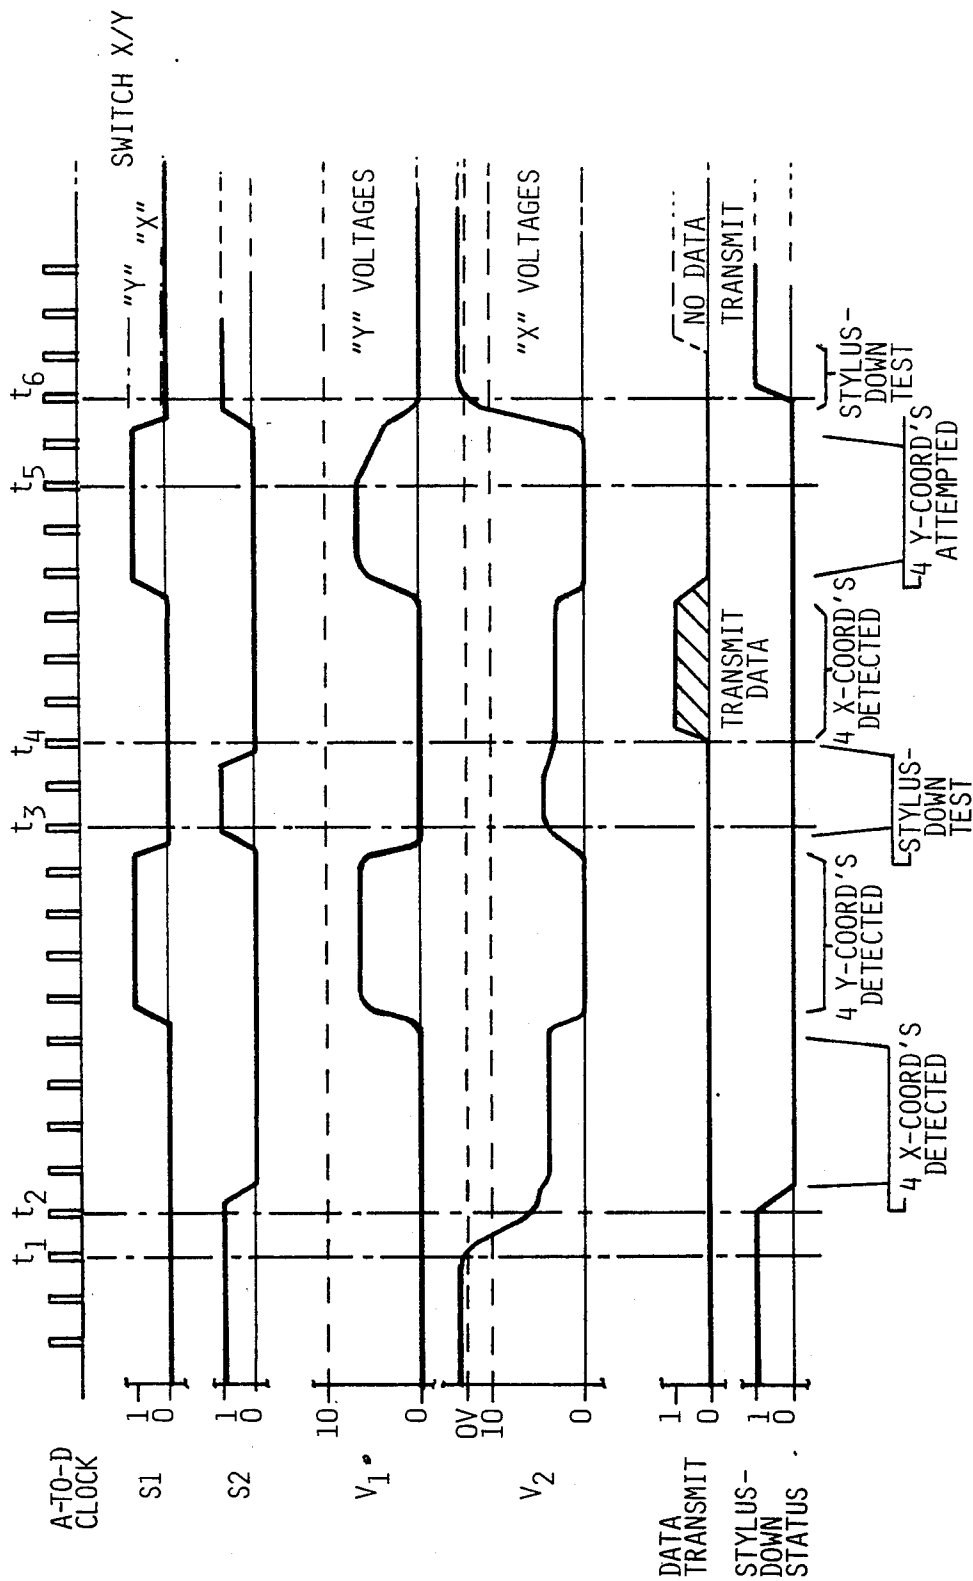 t1 t2 t3 t4 t5 t6
A-TO-D
CLOCK
SWITCH X/Y
S1
1
0
"Y" "X"
S2
1
0
V1
10
0
"Y" VOLTAGES
V2
OV
10
0
"X" VOLTAGES
DATA
TRANSMIT
1
0
TRANSMIT
DATA
NO DATA
TRANSMIT
STYLUS-
DOWN
STATUS
1
0
4 X-COORD'S
DETECTED
4 Y-COORD'S
DETECTED
STYLUS-
DOWN
TEST
4 X-COORD'S
DETECTED
4 Y-COORD'S
ATTEMPTED
STYLUS-
DOWN
TEST